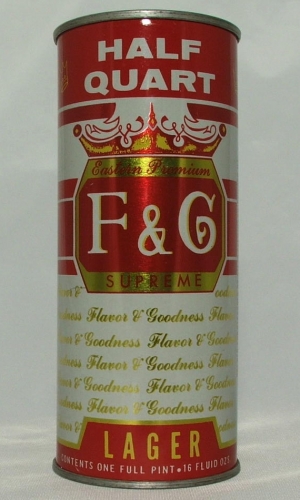 HALF
QUART
Eastern Premium
F & G
SUPREME
Flavor & Goodness
Flavor & Goodness Flavor &
Flavor & Goodness
Goodness Flavor & Goodness
Flavor & Goodness
LAGER
CONTENTS ONE FULL PINT • 16 FLUID OZS.